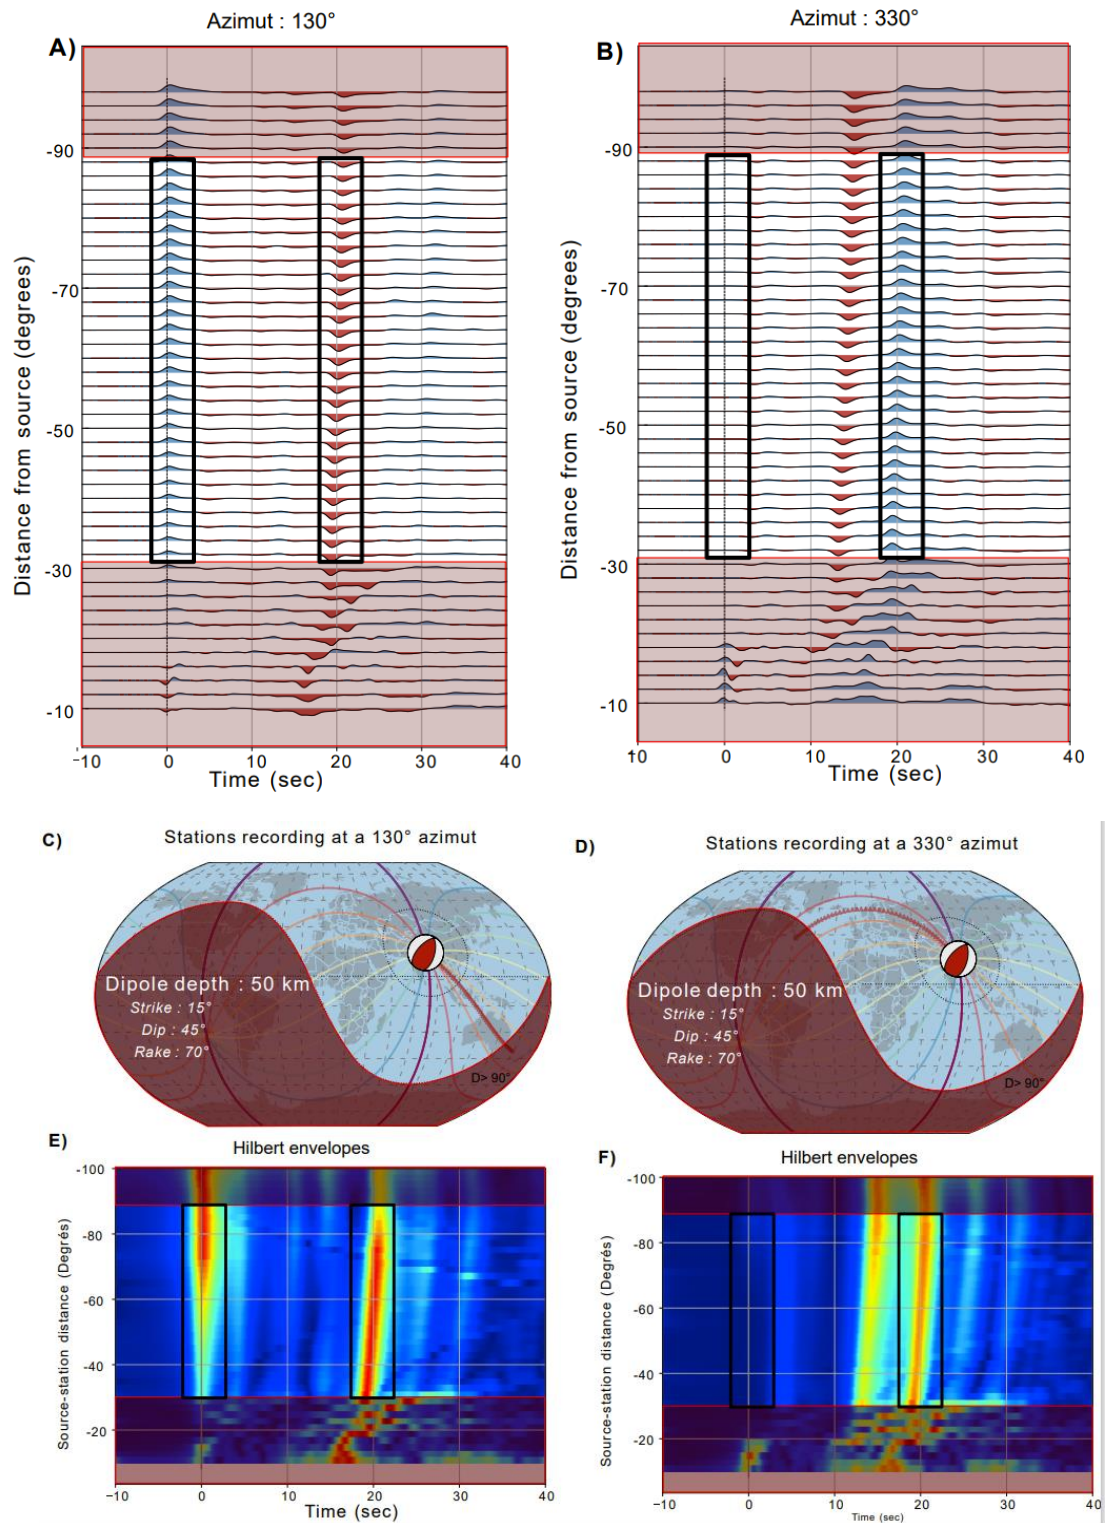 Azimut : 130°
A)
-90
-70
-50
-30
-10
Distance from source (degrees)
-10 0 10 20 30 40
Time (sec)
Azimut : 330°
B)
-90
-70
-50
-30
-10
Distance from source (degrees)
10 0 10 20 30 40
Time (sec)
C)
Stations recording at a 130° azimut
Dipole depth : 50 km
Strike : 15°
Dip : 45°
Rake : 70°
D> 90°
D)
Stations recording at a 330° azimut
Dipole depth : 50 km
Strike : 15°
Dip : 45°
Rake : 70°
D> 90°
E)
Hilbert envelopes
-100
-80
-60
-40
-20
Source-station distance (Degrés)
−10 0 10 20 30 40
Time (sec)
F)
Hilbert envelopes
-100
-80
-60
-40
-20
Source-station distance (Degrés)
−10 0 10 20 30 40
Time (sec)